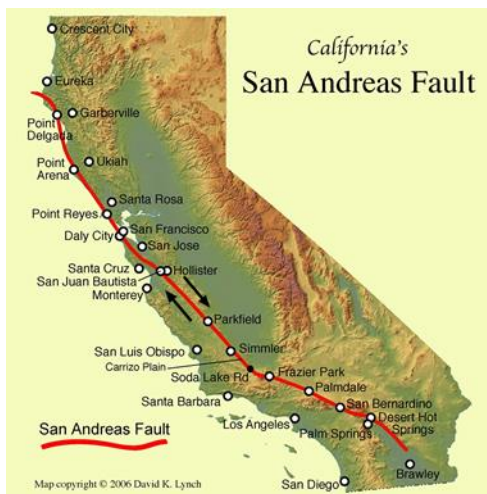 California's
San Andreas Fault
Crescent City
Eureka
Garberville
Point
Delgada
Ukiah
Point
Arena
Santa Rosa
Point Reyes
San Francisco
Daly City
San Jose
Santa Cruz
Hollister
San Juan Bautista
Monterey
Parkfield
San Luis Obispo
Simmler
Carrizo Plain
Soda Lake Rd
Frazier Park
Palmdale
Santa Barbara
San Bernardino
Los Angeles
Desert Hot
Springs
Palm Springs
San Andreas Fault
Brawley
San Diego
Map copyright © 2006 David K. Lynch